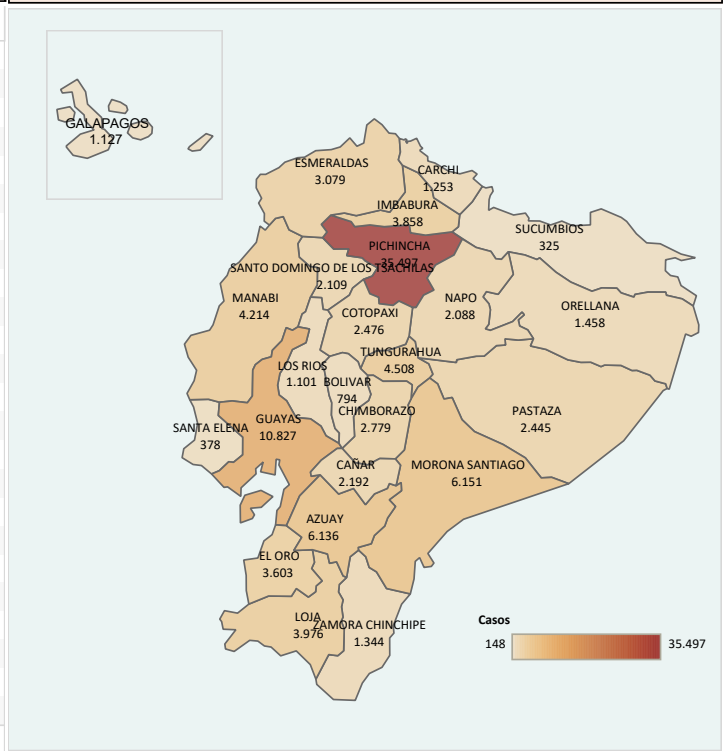 GALAPAGOS
1.127
ESMERALDAS
3.079
CARCHI
1.253
IMBABURA
3.858
SUCUMBIOS
325
PICHINCHA
35.497
SANTO DOMINGO DE LOS TSACHILAS
2.109
MANABI
4.214
NAPO
2.088
ORELLANA
1.458
COTOPAXI
2.476
TUNGURAHUA
4.508
LOS RIOS
1.101
BOLIVAR
794
CHIMBORAZO
2.779
PASTAZA
2.445
SANTA ELENA
378
GUAYAS
10.827
CAÑAR
2.192
MORONA SANTIAGO
6.151
AZUAY
6.136
EL ORO
3.603
LOJA
3.976
ZAMORA CHINCHIPE
1.344
Casos
148
35.497